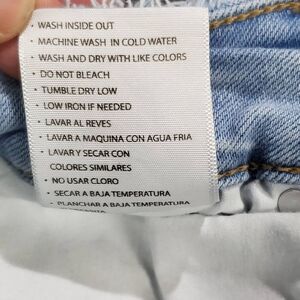 · WASH INSIDE OUT
· MACHINE WASH IN COLD WATER
· WASH AND DRY WITH LIKE COLORS
· DO NOT BLEACH
· TUMBLE DRY LOW
· LOW IRON IF NEEDED
· LAVAR AL REVES
· LAVAR A MAQUINA CON AGUA FRIA
· LAVAR Y SECAR CON
COLORES SIMILARES
· NO USAR CLORO
· SECAR A BAJA TEMPERATURA
· PLANCHAR A BAJA TEMPERATURA